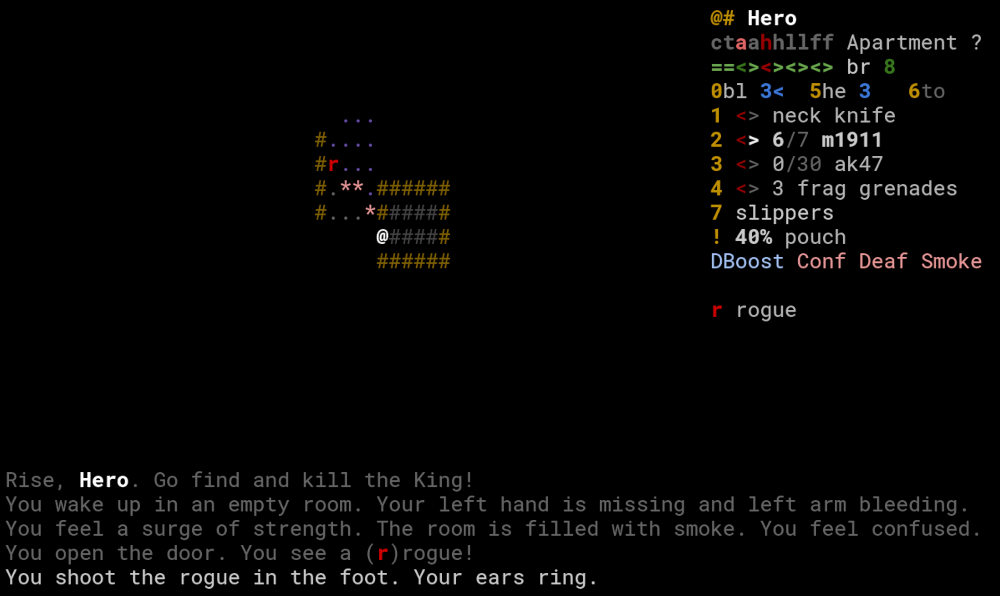 @# Hero
ctaahhllff Apartment ?
==<><><><> br 8
0bl 3<  5he 3   6to
1 <> neck knife
2 <> 6/7 m1911
3 <> 0/30 ak47
4 <> 3 frag grenades
7 slippers
! 40% pouch
DBoost Conf Deaf Smoke
r rogue
...
#....
#r...
#.**.######
#...*######
@#####
######
Rise, Hero. Go find and kill the King!
You wake up in an empty room. Your left hand is missing and left arm bleeding.
You feel a surge of strength. The room is filled with smoke. You feel confused.
You open the door. You see a (r)rogue!
You shoot the rogue in the foot. Your ears ring.